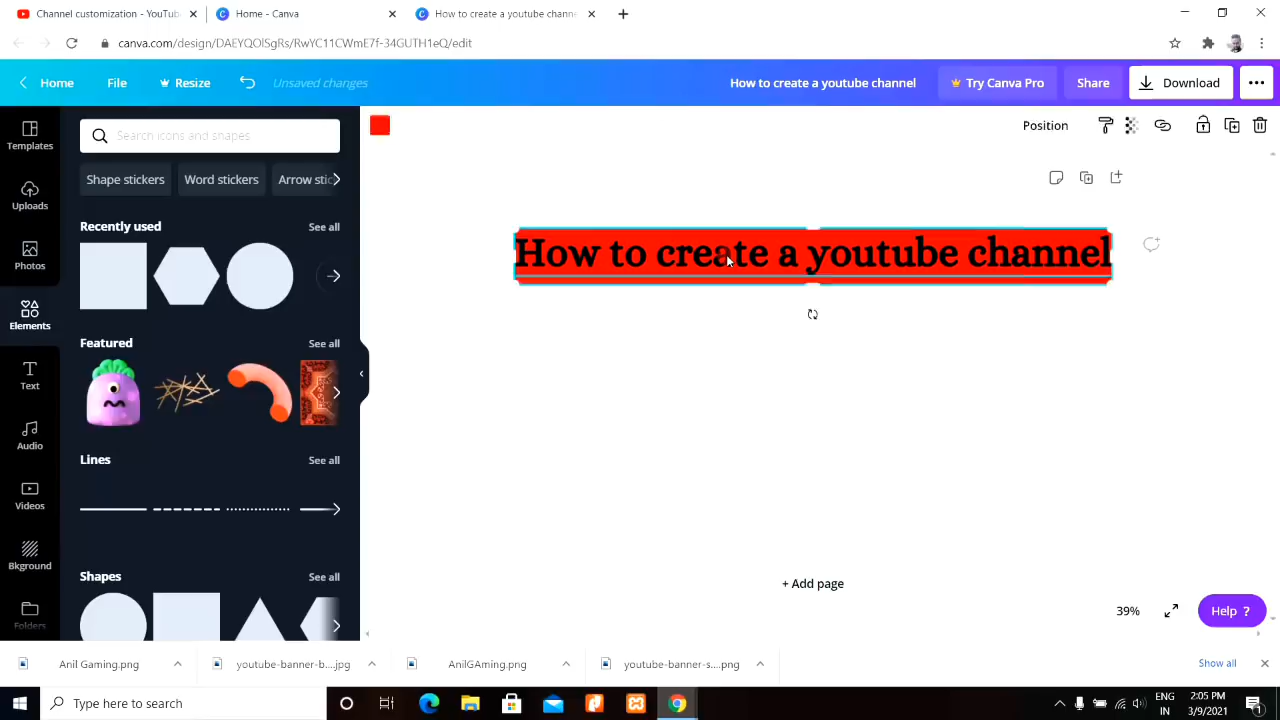 Channel customization - YouTub
Home - Canva
How to create a youtube channe
canva.com/design/DAEYQOlSgRs/RwYC11CWmE7f-34GUTH1eQ/edit
Home
File
Resize
Unsaved changes
How to create a youtube channel
Try Canva Pro
Share
Download
Templates
Uploads
Photos
Elements
Text
Audio
Videos
Bkground
Folders
Search icons and shapes
Shape stickers
Word stickers
Arrow stic
Recently used
See all
Featured
See all
Lines
See all
Shapes
See all
Position
How to create a youtube channel
+ Add page
39%
Help ?
Anil Gaming.png
youtube-banner-b....jpg
AnilGAming.png
youtube-banner-s....png
Show all
Type here to search
ENG
IN
2:05 PM
3/9/2021